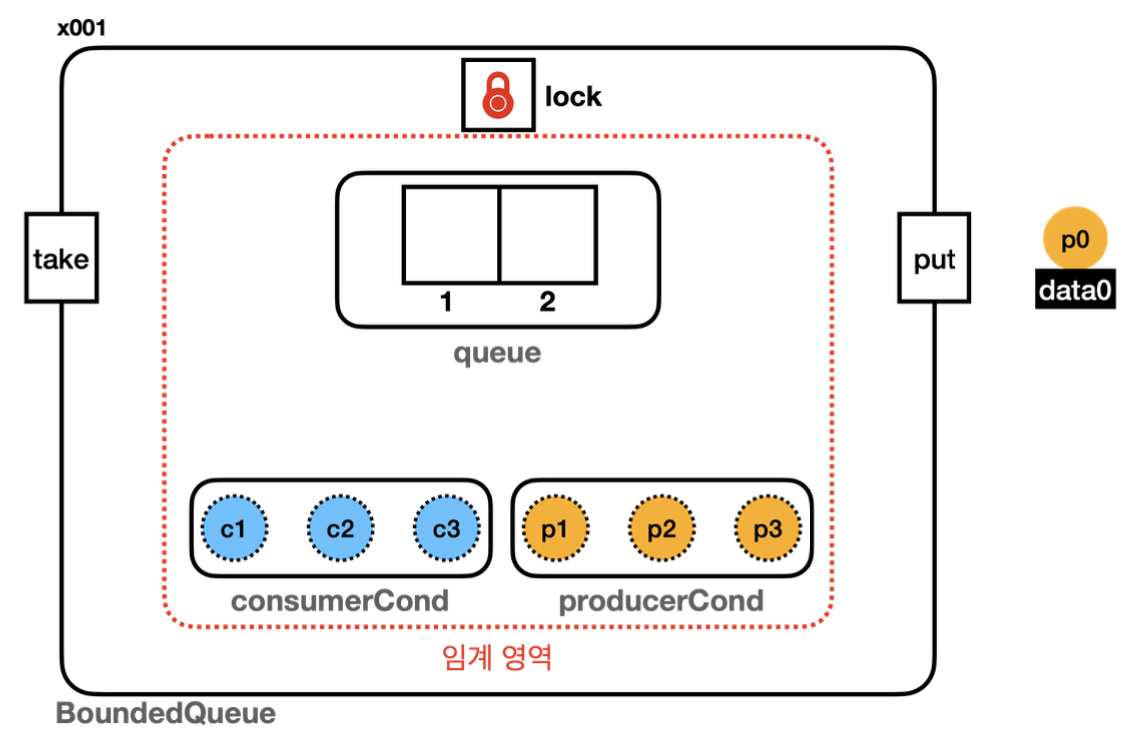 x001
lock
take
put
p0
data0
1
2
queue
c1 c2 c3
p1 p2 p3
consumerCond
producerCond
임계 영역
BoundedQueue